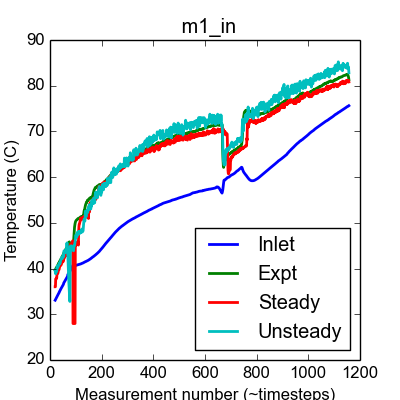 m1_in
90
80
70
60
50
40
30
20
Temperature (C)
Inlet
Expt
Steady
Unsteady
0 200 400 600 800 1000 1200
Measurement number (~timesteps)